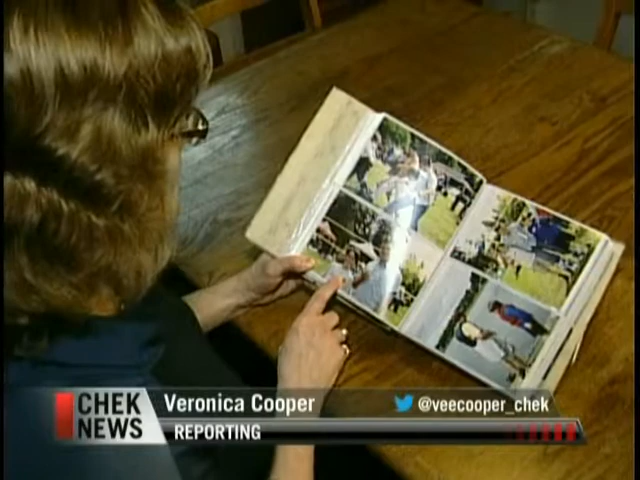 CHEK
NEWS
Veronica Cooper
@veecooper_chek
REPORTING